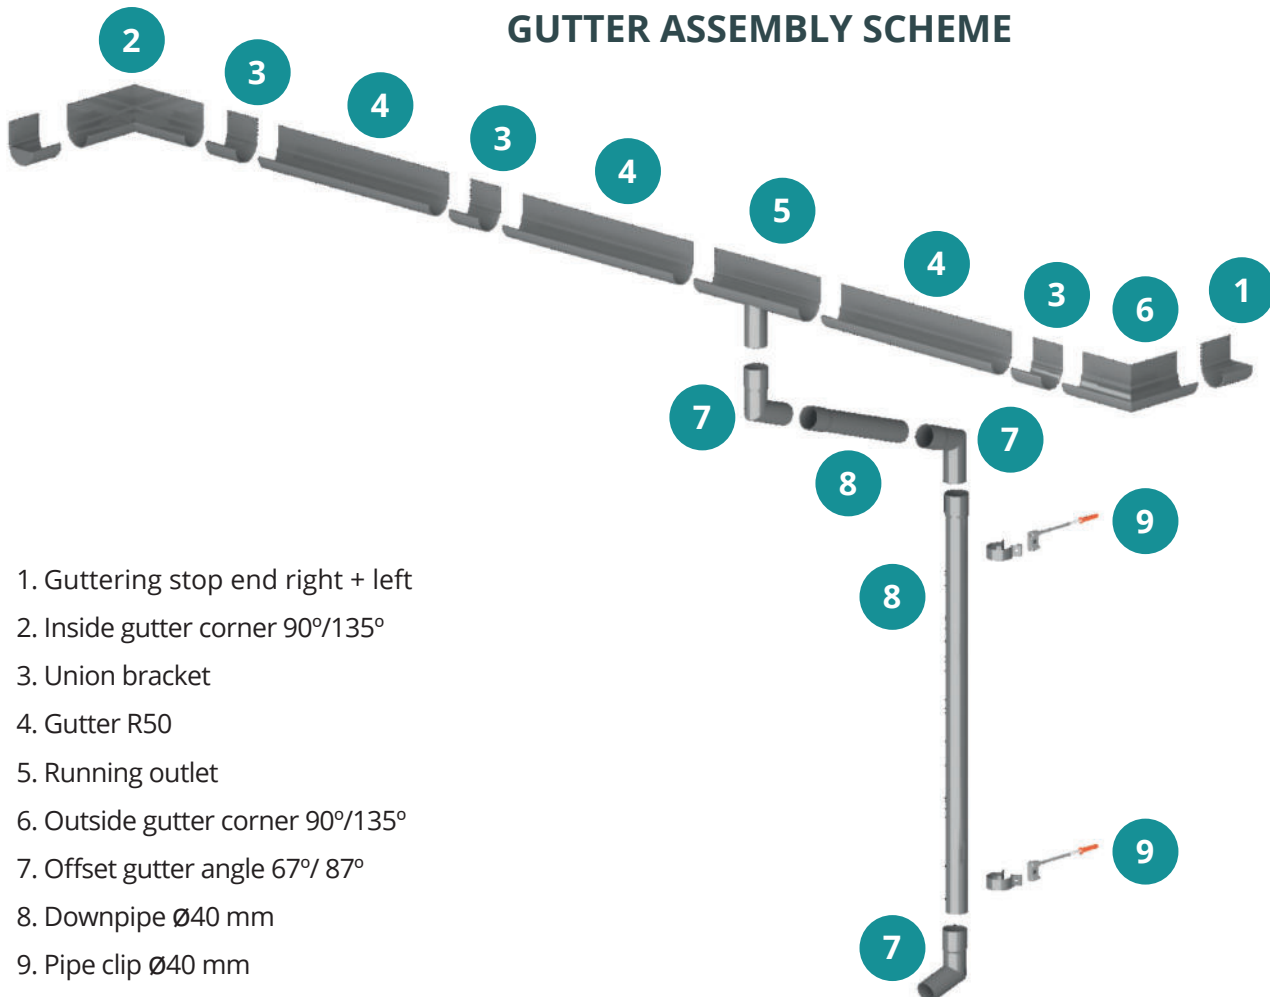 GUTTER ASSEMBLY SCHEME
2
3
4
3
4
5
4
3
6
1
7
8
7
9
8
9
7
1. Guttering stop end right + left
2. Inside gutter corner 90º/135º
3. Union bracket
4. Gutter R50
5. Running outlet
6. Outside gutter corner 90º/135º
7. Offset gutter angle 67º/ 87º
8. Downpipe Ø40 mm
9. Pipe clip Ø40 mm